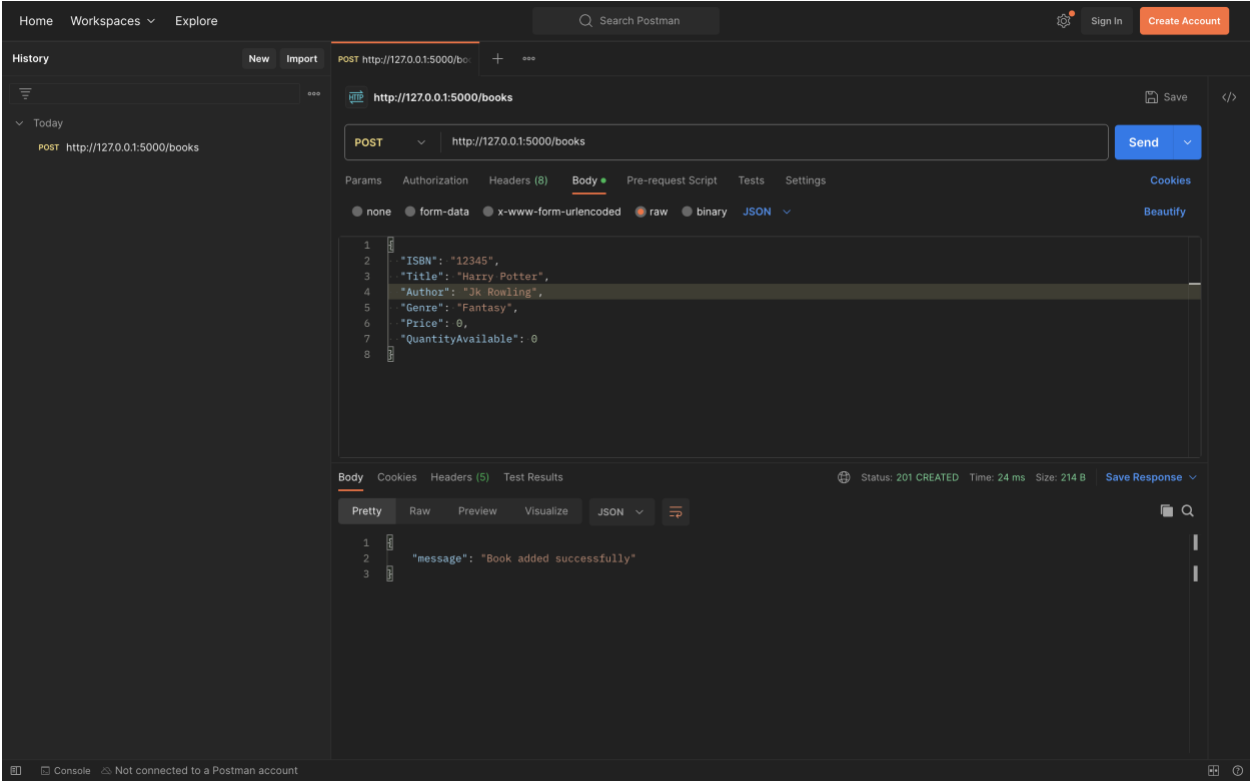 Home Workspaces Explore Search Postman Sign In Create Account
History New Import
POST http://127.0.0.1:5000/boo
http://127.0.0.1:5000/books Save
Today
POST http://127.0.0.1:5000/books
POST http://127.0.0.1:5000/books Send
Params Authorization Headers (8) Body Pre-request Script Tests Settings Cookies
none form-data x-www-form-urlencoded raw binary JSON Beautify
1 {
2 "ISBN": "12345",
3 "Title": "Harry Potter",
4 "Author": "Jk Rowling",
5 "Genre": "Fantasy",
6 "Price": 0,
7 "QuantityAvailable": 0
8 }
Body Cookies Headers (5) Test Results Status: 201 CREATED Time: 24 ms Size: 214 B Save Response
Pretty Raw Preview Visualize JSON
1 {
2 "message": "Book added successfully"
3 }
Console Not connected to a Postman account